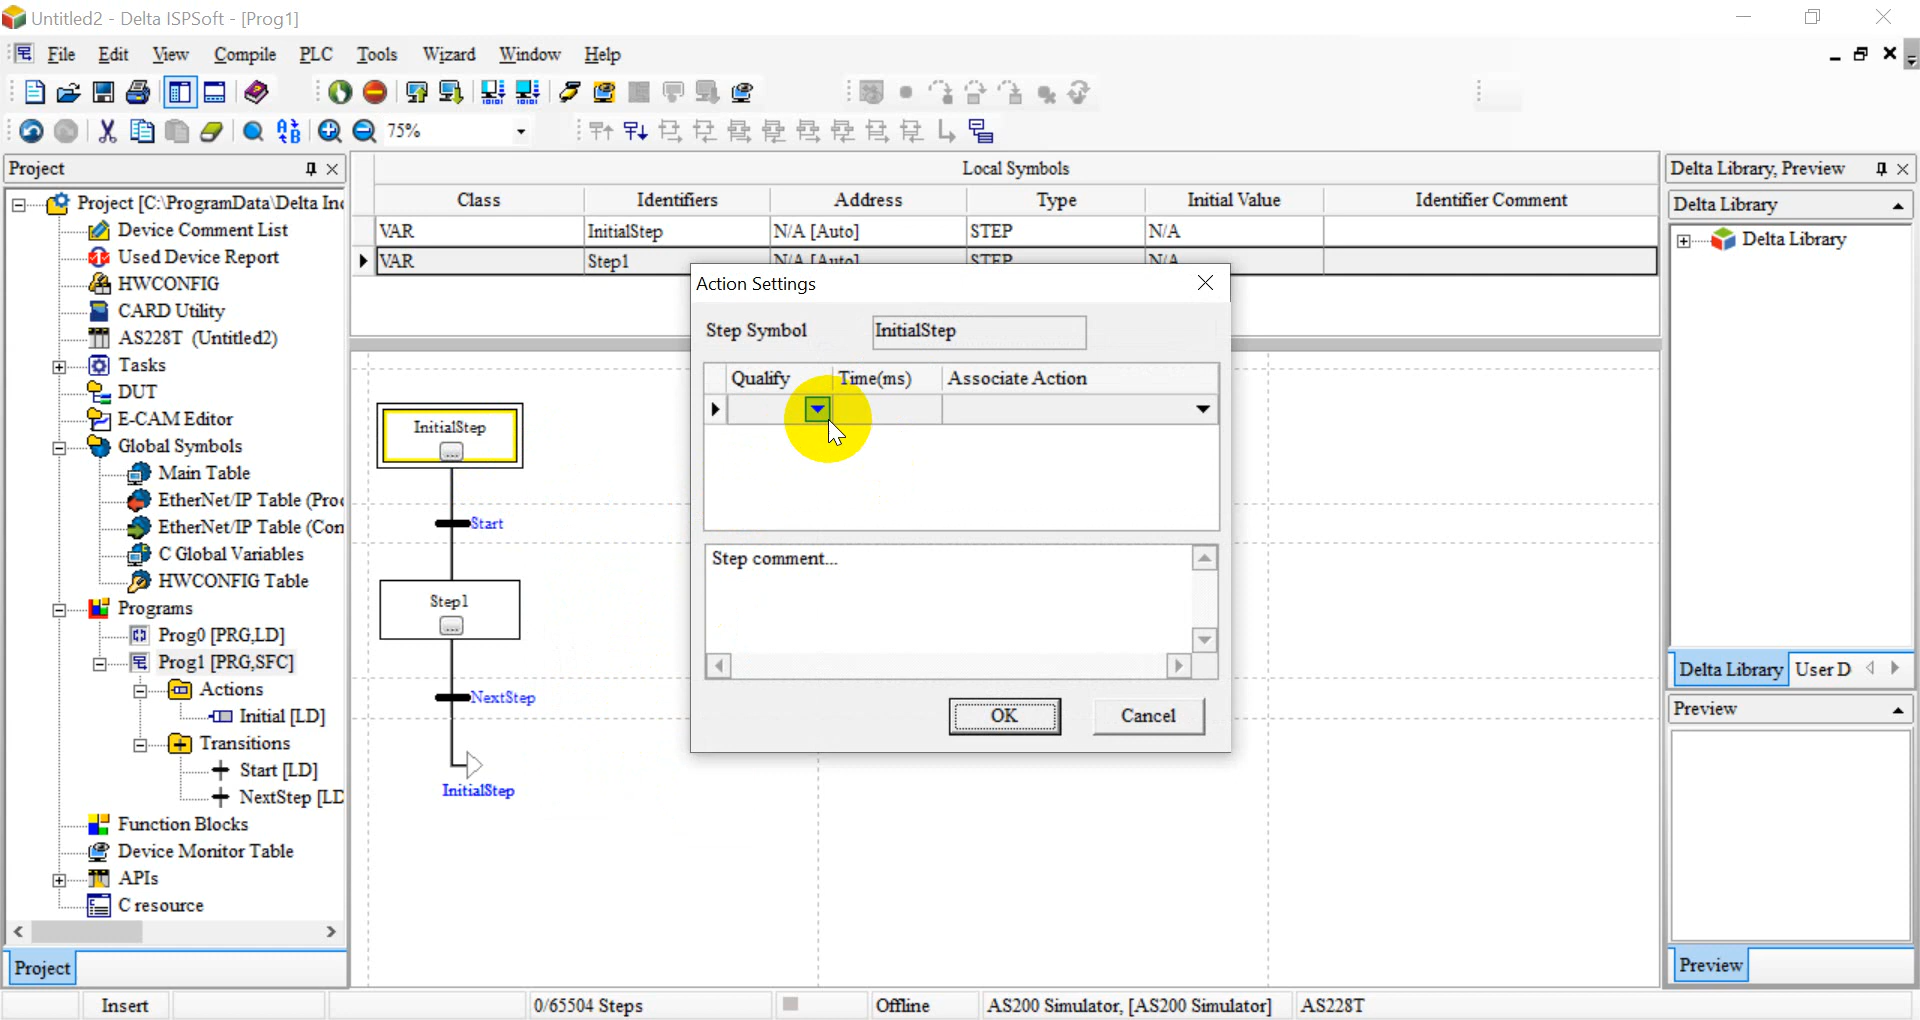 Untitled2 - Delta ISPSoft - [Prog1]
File Edit View Compile PLC Tools Wizard Window Help
75%
Project
Project [C:\ProgramData\Delta Inc
Device Comment List
Used Device Report
HWCONFIG
CARD Utility
AS228T (Untitled2)
Tasks
DUT
E-CAM Editor
Global Symbols
Main Table
EtherNet/IP Table (Proc
EtherNet/IP Table (Con
C Global Variables
HWCONFIG Table
Programs
Prog0 [PRG,LD]
Prog1 [PRG,SFC]
Actions
Initial [LD]
Transitions
Start [LD]
NextStep [LD
Function Blocks
Device Monitor Table
APIs
C resource
Project
Local Symbols
Class Identifiers Address Type Initial Value Identifier Comment
VAR InitialStep N/A [Auto] STEP N/A
VAR Step1 N/A [Auto] STEP N/A
InitialStep
...
Start
Step1
...
NextStep
InitialStep
Action Settings
Step Symbol InitialStep
Qualify Time(ms) Associate Action
Step comment...
OK Cancel
Delta Library, Preview
Delta Library
Delta Library
Delta Library User D
Preview
Preview
Insert 0/65504 Steps Offline AS200 Simulator, [AS200 Simulator] AS228T